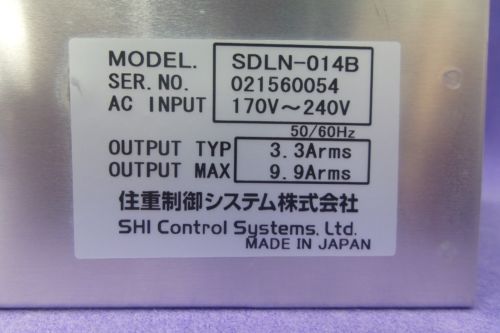 MODEL. SDLN-014B
SER.NO. 021560054
AC INPUT 170V～240V
50/60Hz
OUTPUT TYP 3.3Arms
OUTPUT MAX 9.9Arms
住重制御システム株式会社
SHI Control Systems, Ltd.
MADE IN JAPAN